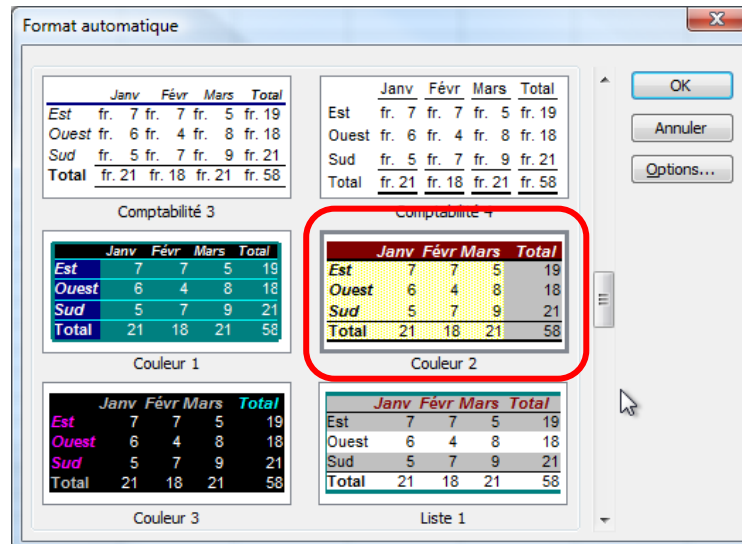 Format automatique
Janv Févr Mars Total
Est fr. 7 fr. 7 fr. 5 fr. 19
Ouest fr. 6 fr. 4 fr. 8 fr. 18
Sud fr. 5 fr. 7 fr. 9 fr. 21
Total fr. 21 fr. 18 fr. 21 fr. 58
Comptabilité 3
Janv Févr Mars Total
Est fr. 7 fr. 7 fr. 5 fr. 19
Ouest fr. 6 fr. 4 fr. 8 fr. 18
Sud fr. 5 fr. 7 fr. 9 fr. 21
Total fr. 21 fr. 18 fr. 21 fr. 58
Comptabilité 4
Janv Févr Mars Total
Est 7 7 5 19
Ouest 6 4 8 18
Sud 5 7 9 21
Total 21 18 21 58
Couleur 1
Janv Févr Mars Total
Est 7 7 5 19
Ouest 6 4 8 18
Sud 5 7 9 21
Total 21 18 21 58
Couleur 2
Janv Févr Mars Total
Est 7 7 5 19
Ouest 6 4 8 18
Sud 5 7 9 21
Total 21 18 21 58
Couleur 3
Janv Févr Mars Total
Est 7 7 5 19
Ouest 6 4 8 18
Sud 5 7 9 21
Total 21 18 21 58
Liste 1
OK
Annuler
Options...